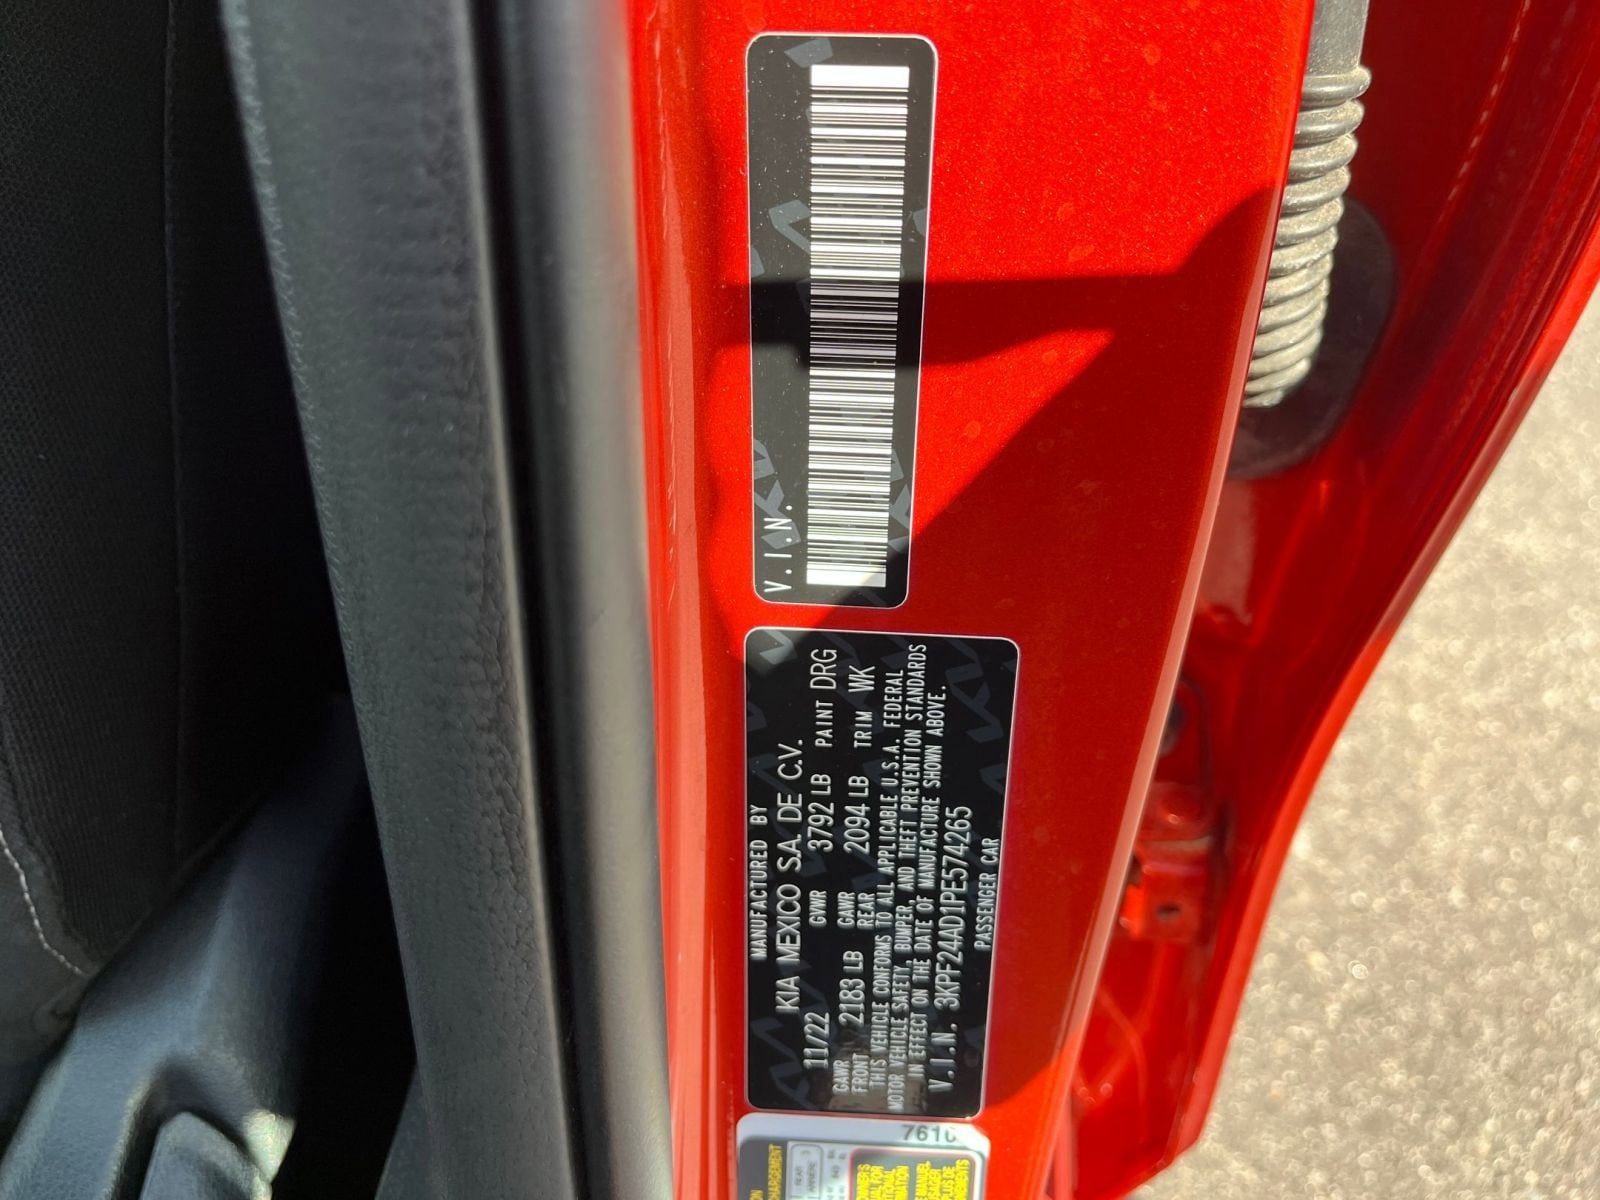 V.I.N.
MANUFACTURED BY
KIA MEXICO S.A. DE C.V.
11/22 GVWR 3792 LB PAINT DRG
GAWR FRONT 2183 LB GAWR REAR 2094 LB TRIM WK
THIS VEHICLE CONFORMS TO ALL APPLICABLE U.S.A. FEDERAL
MOTOR VEHICLE SAFETY, BUMPER, AND THEFT PREVENTION STANDARDS
IN EFFECT ON THE DATE OF MANUFACTURE SHOWN ABOVE.
V.I.N. 3KPF24AD1PE574265
PASSENGER CAR
7610